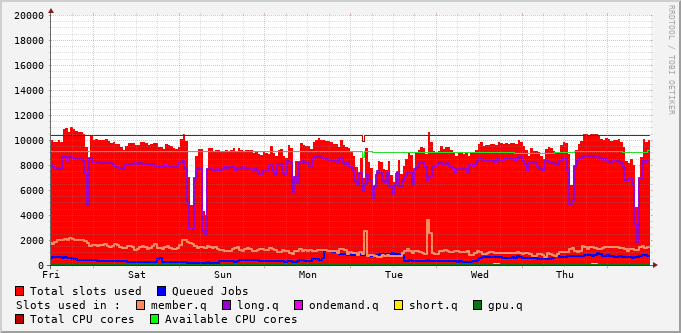 RRDTOOL / TOBI OETIKER
20000
18000
16000
14000
12000
10000
8000
6000
4000
2000
0
Fri Sat Sun Mon Tue Wed Thu
Total slots used Queued Jobs
Slots used in : member.q long.q ondemand.q short.q gpu.q
Total CPU cores Available CPU cores